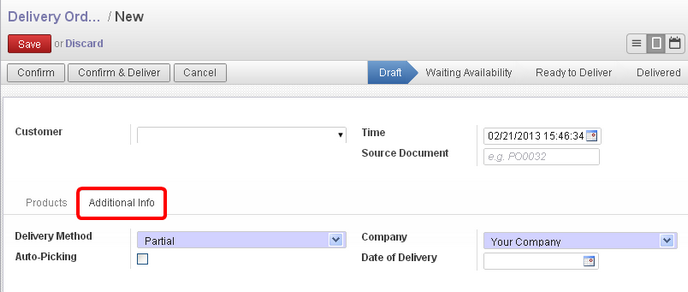 Delivery Ord... / New
Save or Discard
Confirm Confirm & Deliver Cancel Draft Waiting Availability Ready to Deliver Delivered
Customer Time 02/21/2013 15:46:34
Source Document e.g. PO0032
Products Additional Info
Delivery Method Partial Company Your Company
Auto-Picking Date of Delivery